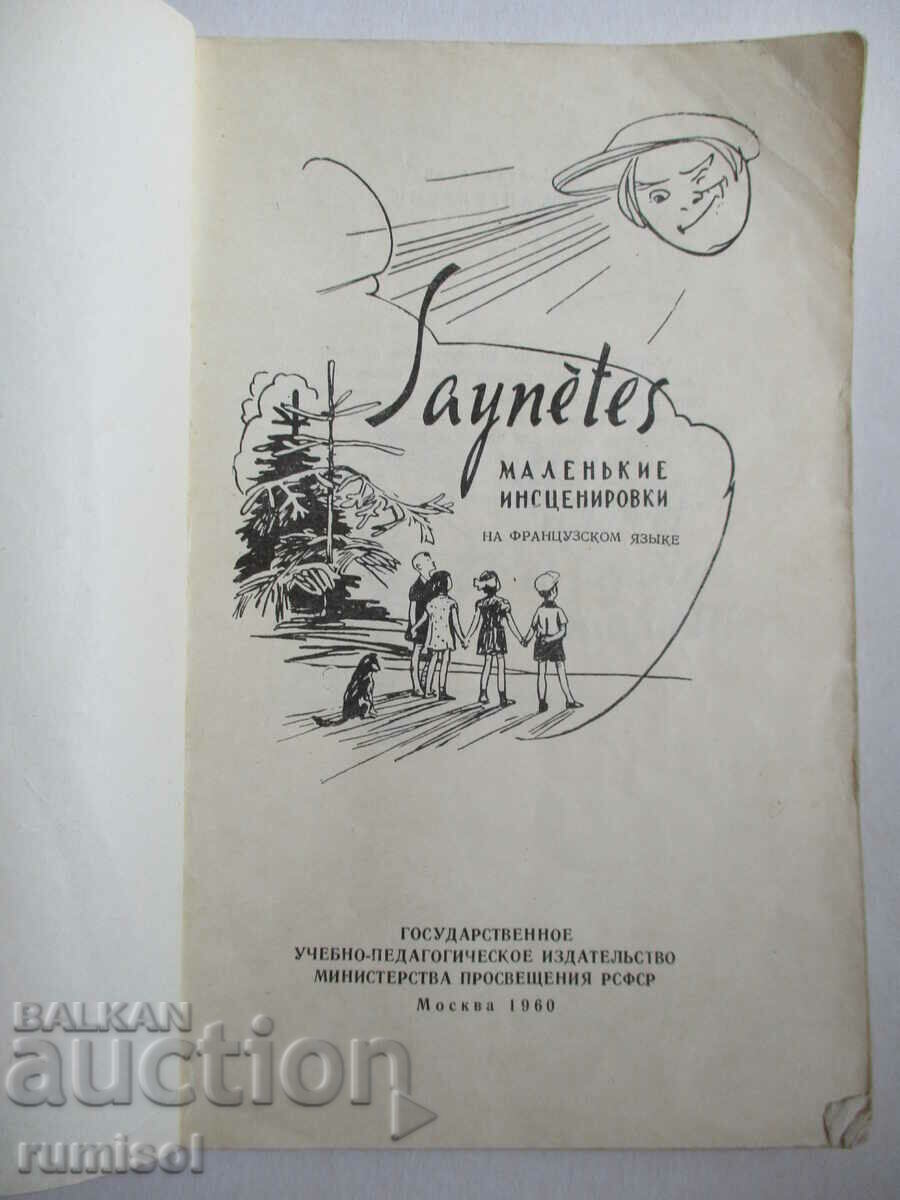 Saynètes
МАЛЕНЬКИЕ
ИНСЦЕНИРОВКИ
НА ФРАНЦУЗСКОМ ЯЗЫКЕ
ГОСУДАРСТВЕННОЕ
УЧЕБНО-ПЕДАГОГИЧЕСКОЕ ИЗДАТЕЛЬСТВО
МИНИСТЕРСТВА ПРОСВЕЩЕНИЯ РСФСР
Москва 1960
BALKAN
auction
rumisol